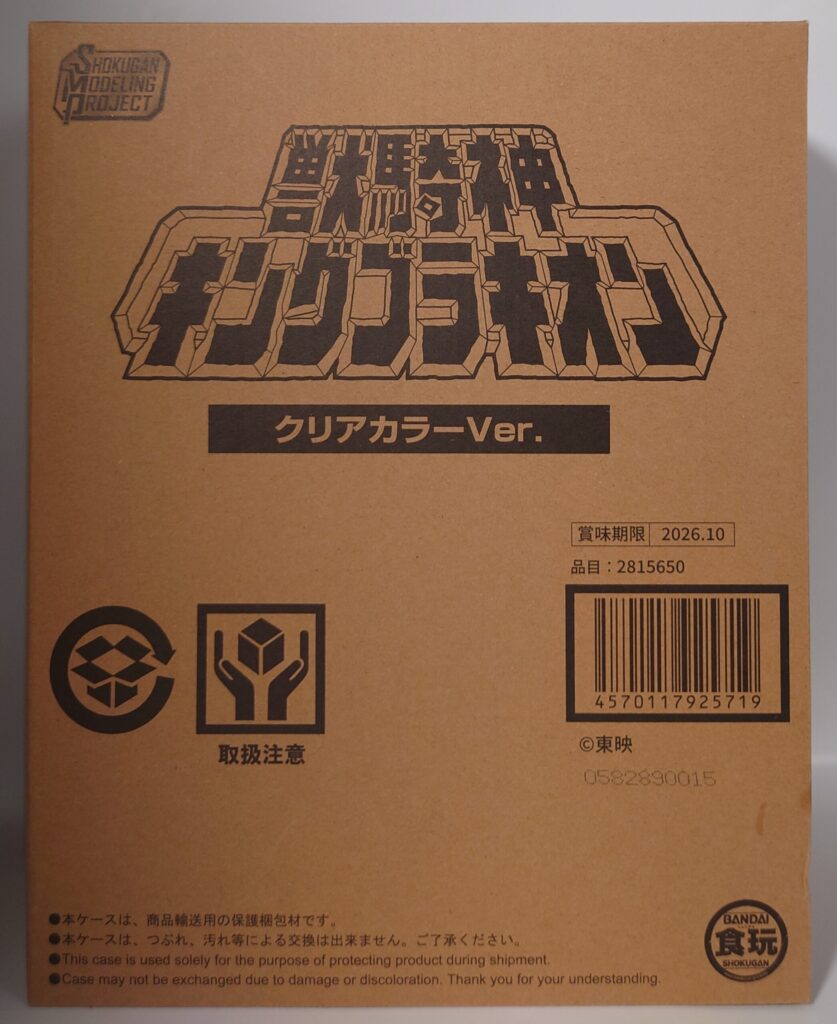 SHOKUGAN
MODELING
PROJECT
獣騎神
キングブラキオン
クリアカラーVer.
賞味期限 2026.10
品目：2815650
4570117925719
©東映
0582890015
取扱注意
●本ケースは、商品輸送用の保護梱包材です。
●本ケースは、つぶれ、汚れ等による交換は出来ません。ご了承ください。
●This case is used solely for the purpose of protecting product during shipment.
●Case may not be exchanged due to damage or discoloration. Thank you for your understanding.
BANDAI
食玩
SHOKUGAN